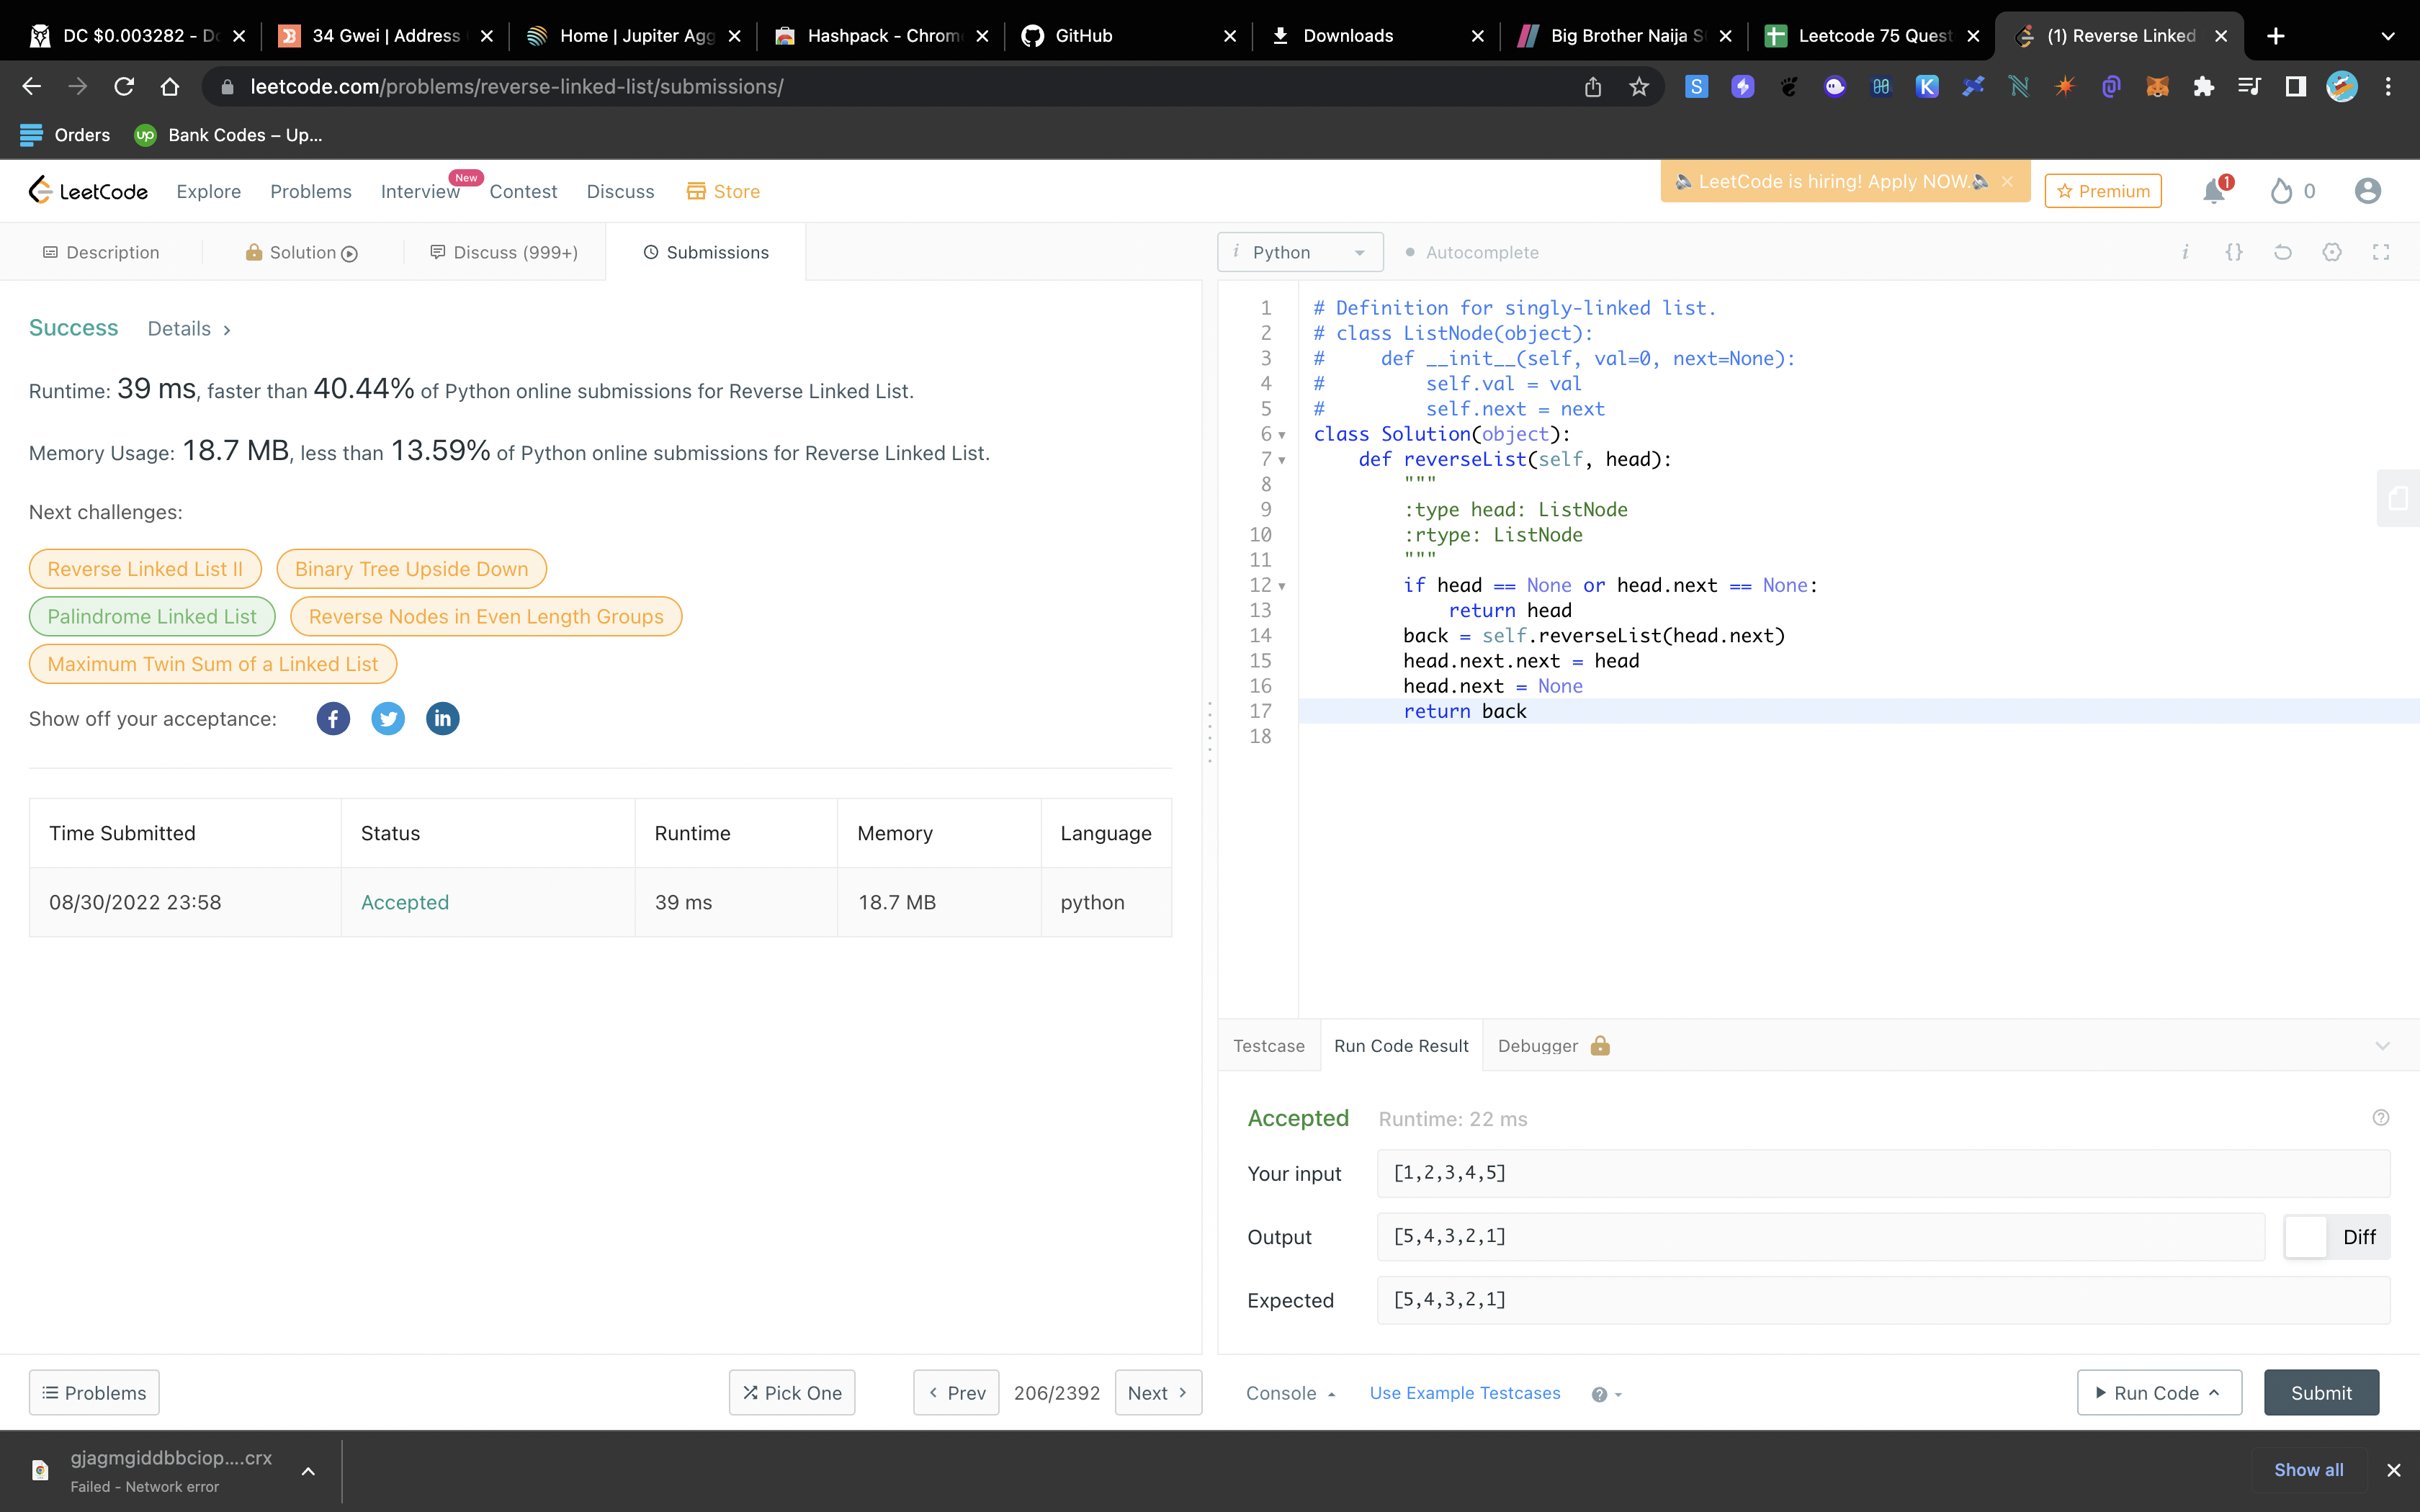 DC $0.003282 - De
34 Gwei | Address
Home | Jupiter Agg
Hashpack - Chrom
GitHub
Downloads
Big Brother Naija S
Leetcode 75 Quest
(1) Reverse Linked
leetcode.com/problems/reverse-linked-list/submissions/
Orders
up Bank Codes – Up...
LeetCode Explore Problems Interview New Contest Discuss Store
LeetCode is hiring! Apply NOW. Premium 1 0
Description Solution Discuss (999+) Submissions
i Python Autocomplete i {}
Success Details
Runtime: 39 ms, faster than 40.44% of Python online submissions for Reverse Linked List.
Memory Usage: 18.7 MB, less than 13.59% of Python online submissions for Reverse Linked List.
Next challenges:
Reverse Linked List II Binary Tree Upside Down
Palindrome Linked List Reverse Nodes in Even Length Groups
Maximum Twin Sum of a Linked List
Show off your acceptance:
Time Submitted Status Runtime Memory Language
08/30/2022 23:58 Accepted 39 ms 18.7 MB python
1 # Definition for singly-linked list.
2 # class ListNode(object):
3 #     def __init__(self, val=0, next=None):
4 #         self.val = val
5 #         self.next = next
6 class Solution(object):
7     def reverseList(self, head):
8         """
9         :type head: ListNode
10         :rtype: ListNode
11         """
12         if head == None or head.next == None:
13             return head
14         back = self.reverseList(head.next)
15         head.next.next = head
16         head.next = None
17         return back
18
Testcase Run Code Result Debugger
Accepted Runtime: 22 ms
Your input [1,2,3,4,5]
Output [5,4,3,2,1] Diff
Expected [5,4,3,2,1]
Problems Pick One Prev 206/2392 Next
Console Use Example Testcases Run Code Submit
gjagmgiddbbciop....crx
Failed - Network error
Show all